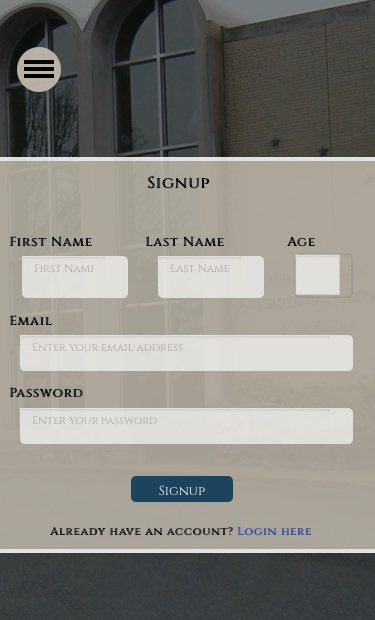 Signup
First Name Last Name Age
First Name Last Name
Email
Enter your email address
Password
Enter your password
Signup
Already have an account? Login here